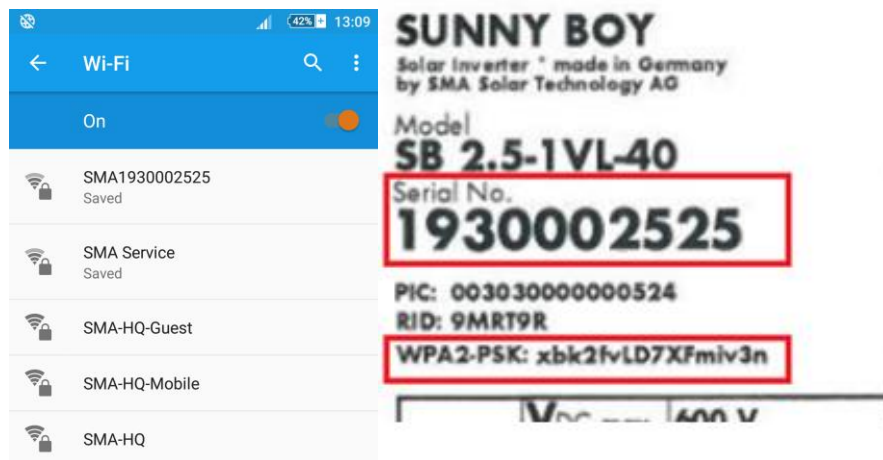 42% 13:09
Wi-Fi
On
SMA1930002525
Saved
SMA Service
Saved
SMA-HQ-Guest
SMA-HQ-Mobile
SMA-HQ
SUNNY BOY
Solar Inverter * made in Germany
by SMA Solar Technology AG
Model
SB 2.5-1VL-40
Serial No.
1930002525
PIC: 003030000000524
RID: 9MRT9R
WPA2-PSK: xbk2fvLD7XFmiv3n
VDC max 600 V